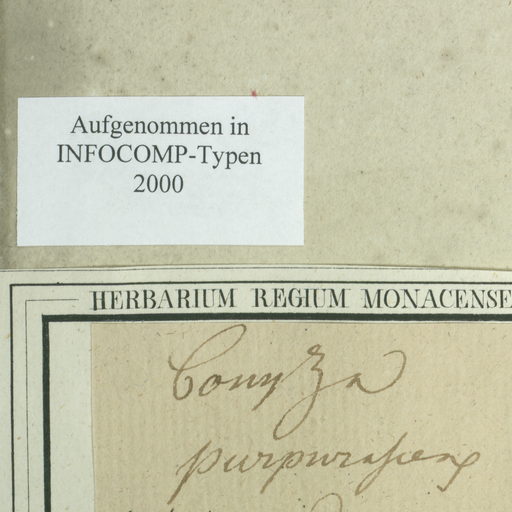 Aufgenommen in
INFOCOMP-Typen
2000
HERBARIUM REGIUM MONACENSE
Conyza
purpurascens